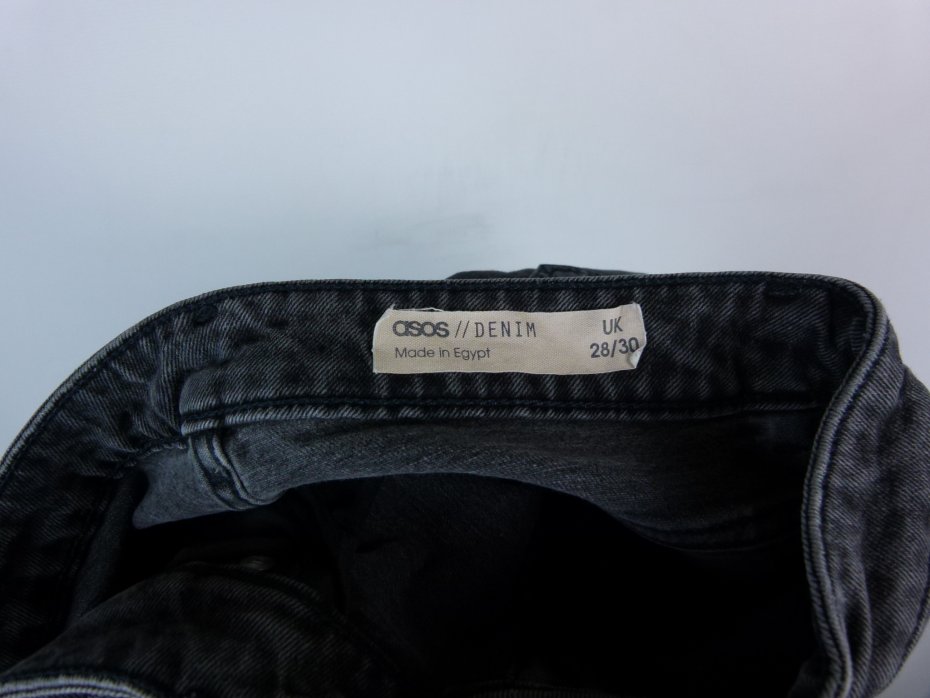 asos // DENIM
Made in Egypt
UK
28/30